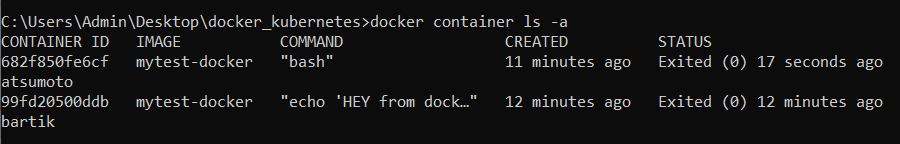 C:\Users\Admin\Desktop\docker_kubernetes>docker container ls -a
CONTAINER ID   IMAGE           COMMAND                  CREATED          STATUS
682f850fe6cf   mytest-docker   "bash"                   11 minutes ago   Exited (0) 17 seconds ago
atsumoto
99fd20500ddb   mytest-docker   "echo 'HEY from dock…"   12 minutes ago   Exited (0) 12 minutes ago
bartik